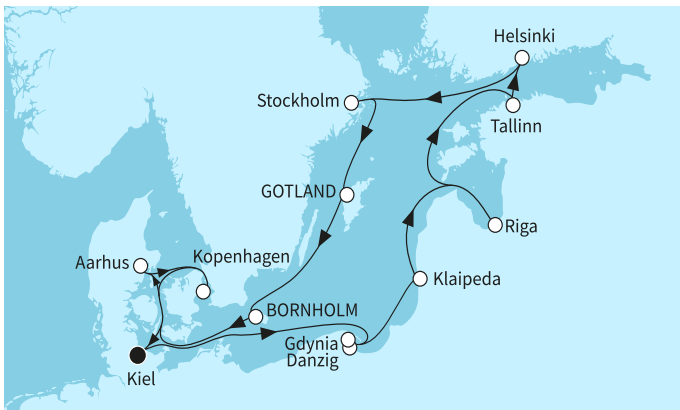 Helsinki
Stockholm
Tallinn
GOTLAND
Riga
Kopenhagen
Aarhus
Klaipeda
BORNHOLM
Gdynia
Danzig
Kiel